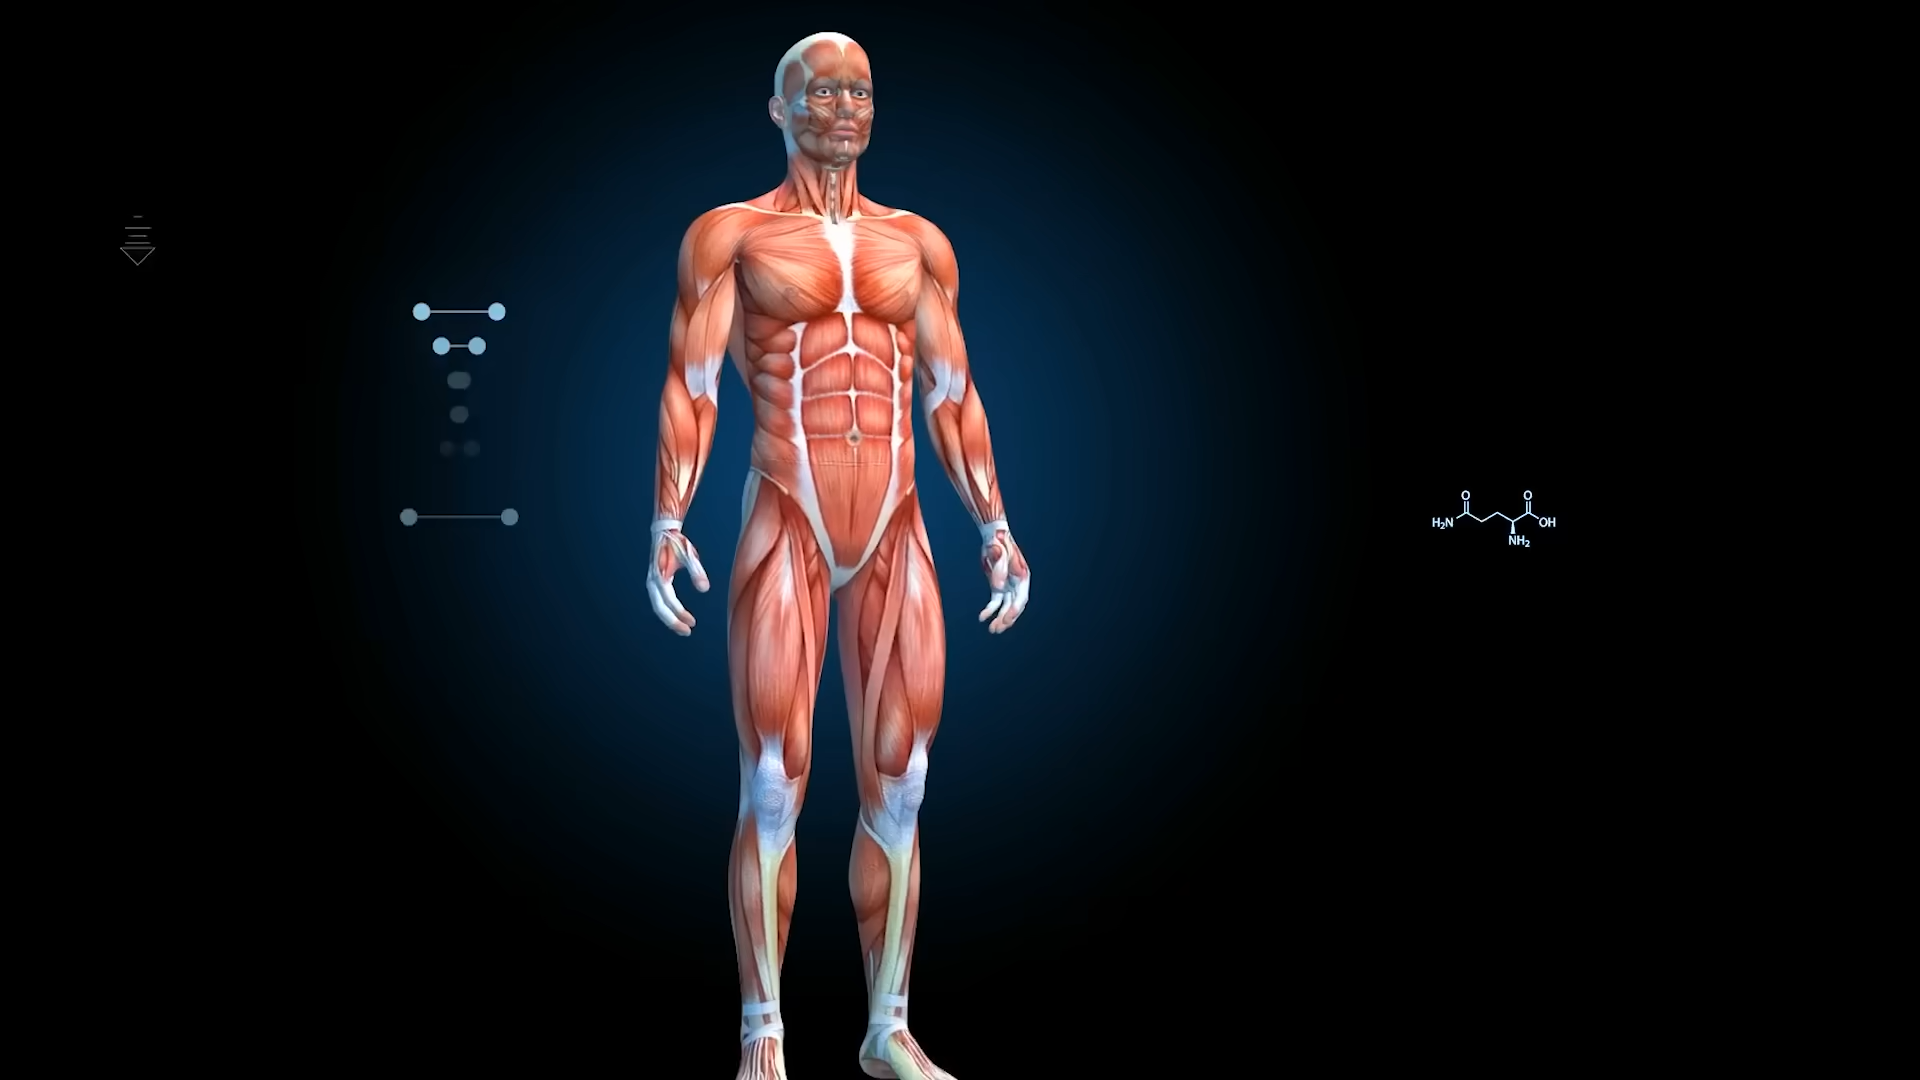 O O
H₂N OH
NH₂